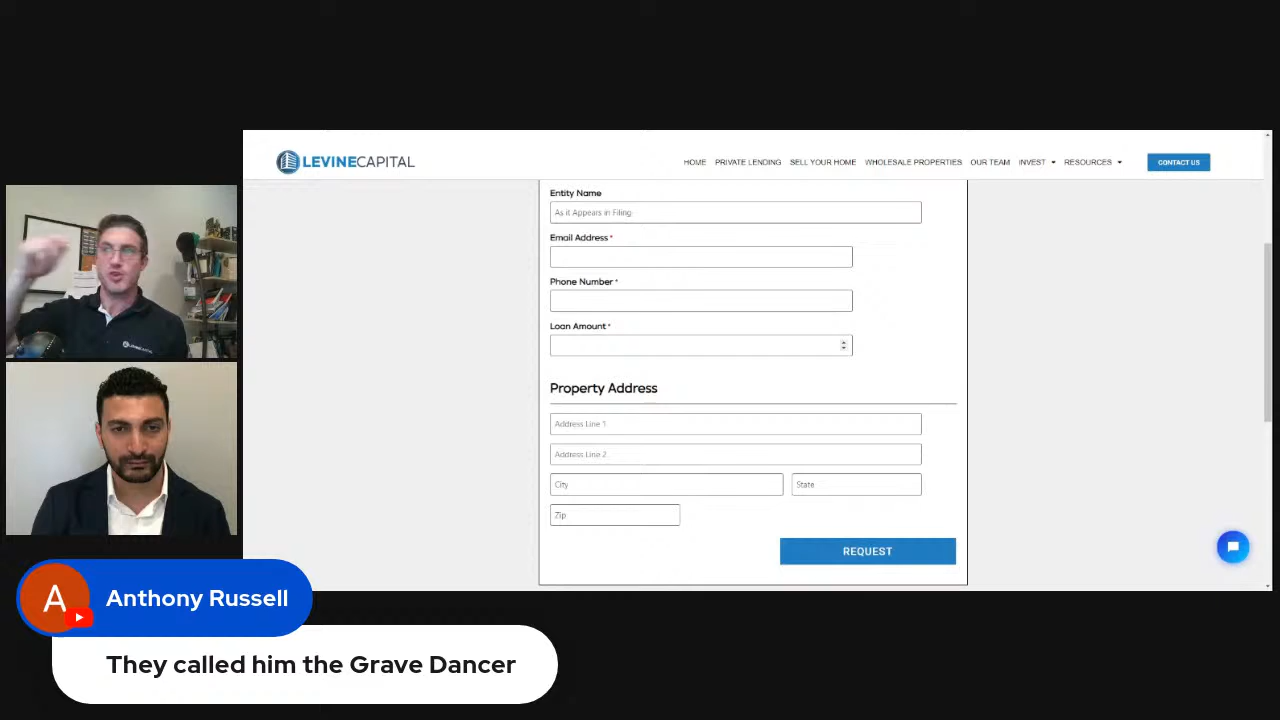 LEVINECAPITAL
HOME PRIVATE LENDING SELL YOUR HOME WHOLESALE PROPERTIES OUR TEAM INVEST RESOURCES CONTACT US
Entity Name
As it Appears in Filing
Email Address *
Phone Number *
Loan Amount *
Property Address
Address Line 1
Address Line 2
City State
Zip
REQUEST
LEVINECAPITAL
A Anthony Russell
They called him the Grave Dancer